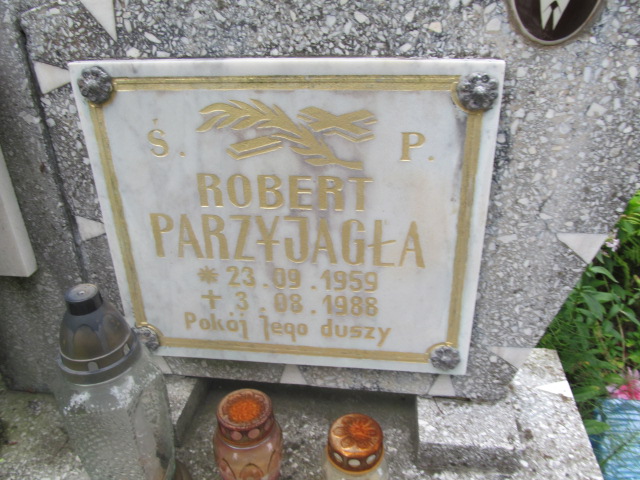 Ś. P.
ROBERT
PARZYJAGŁA
* 23.09.1959
+ 3.08.1988
Pokój jego duszy